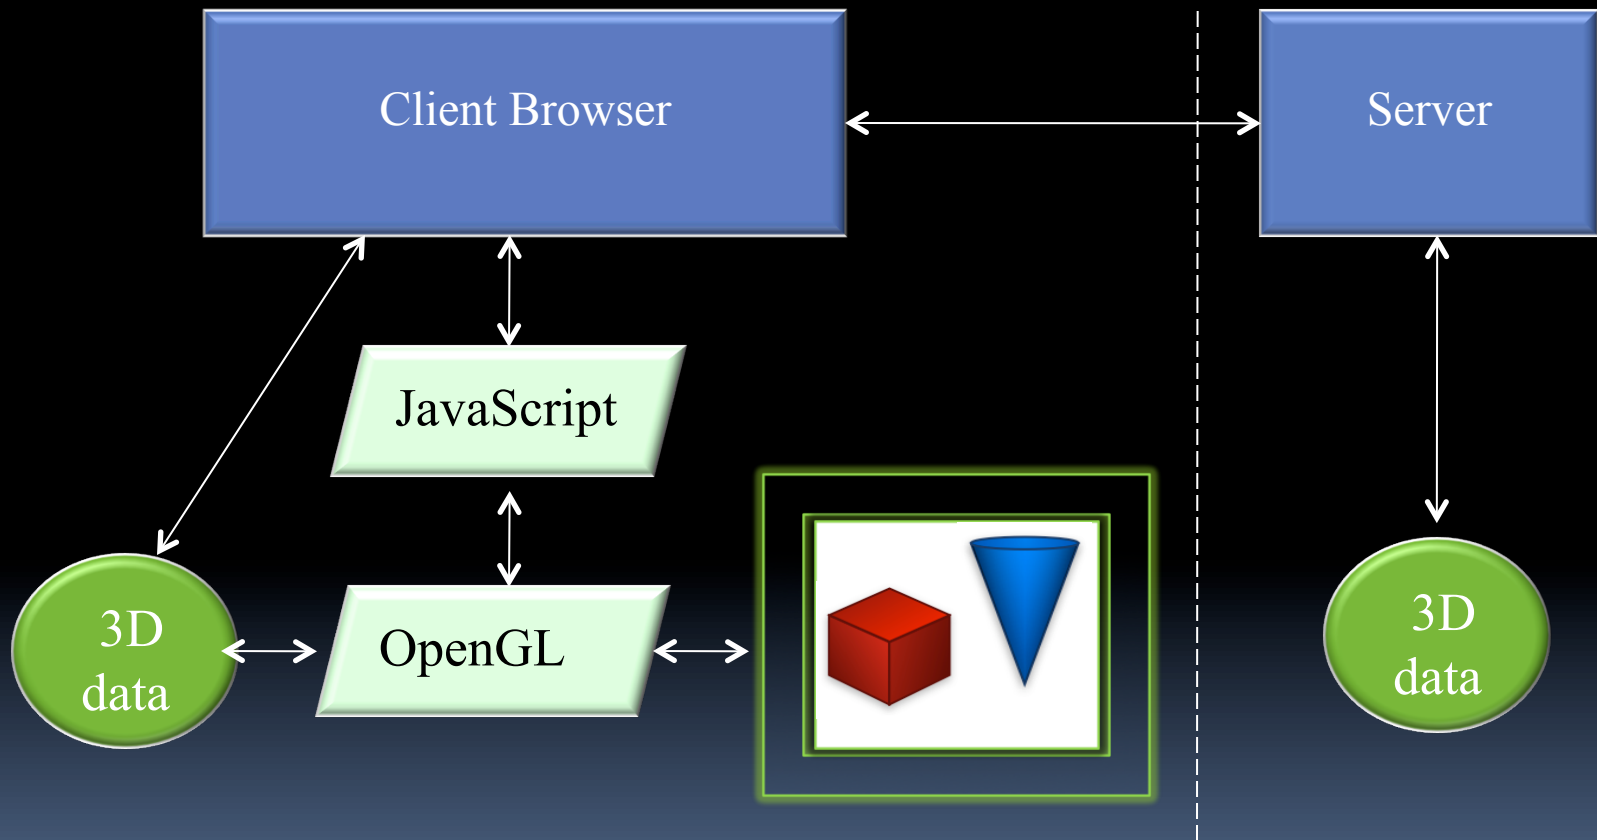 Client Browser
Server
JavaScript
OpenGL
3D
data
3D
data